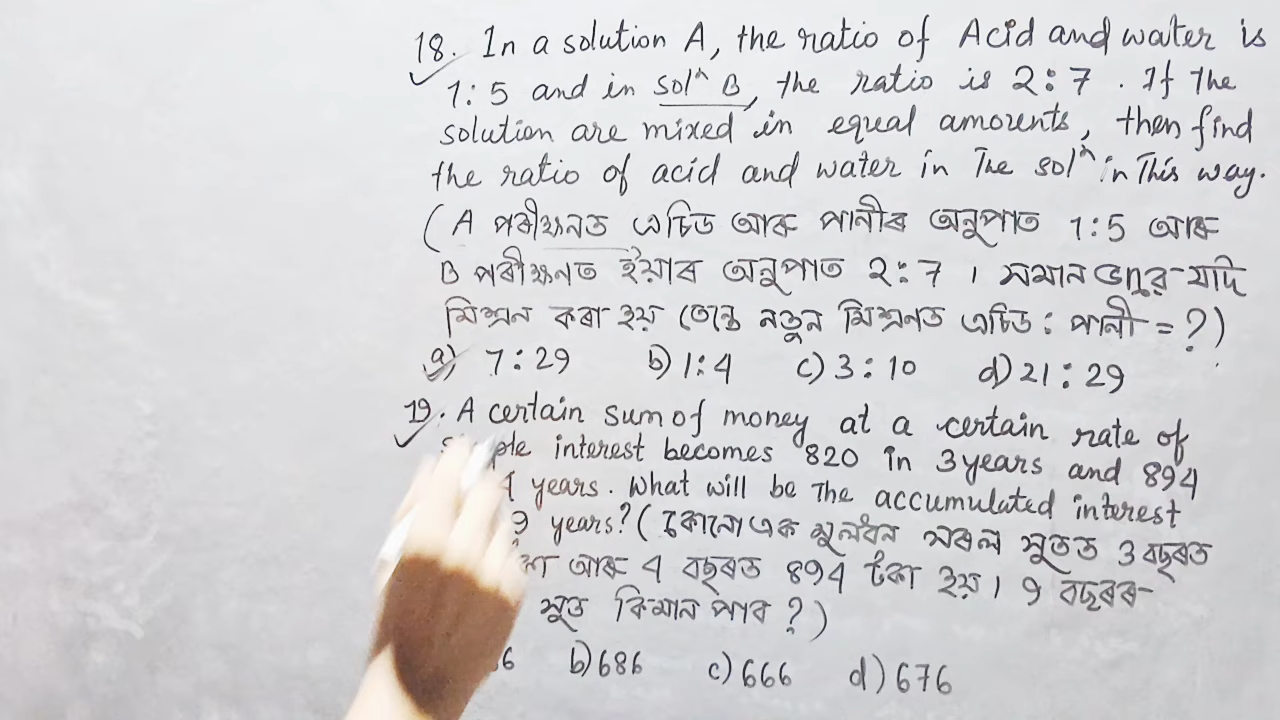 18. In a solution A, the ratio of Acid and water is
1:5 and in solⁿ B, the ratio is 2:7. If the
solution are mixed in equal amounts, then find
the ratio of acid and water in The solⁿ in This way.
(A পৰীক্ষনত এচিড আৰু পানীৰ অনুপাত 1:5 আৰু
B পৰীক্ষনত ইয়াৰ অনুপাত 2:7 । সমান যদি
মিশ্ৰন কৰা হয় তেন্তে নতুন মিশ্ৰনত এচিড : পানী = ?)
a) 7:29 b) 1:4 c) 3:10 d) 21:29
19. A certain sum of money at a certain rate of
interest becomes 820 in 3 years and 894
4 years. What will be The accumulated interest
9 years? (কোনো এক মূলধন সৰল সুতত 3 বছৰত
আৰু 4 বছৰত 894 টকা হয়। 9 বছৰৰ
সুত কিমান পাব ?)
b) 686 c) 666 d) 676